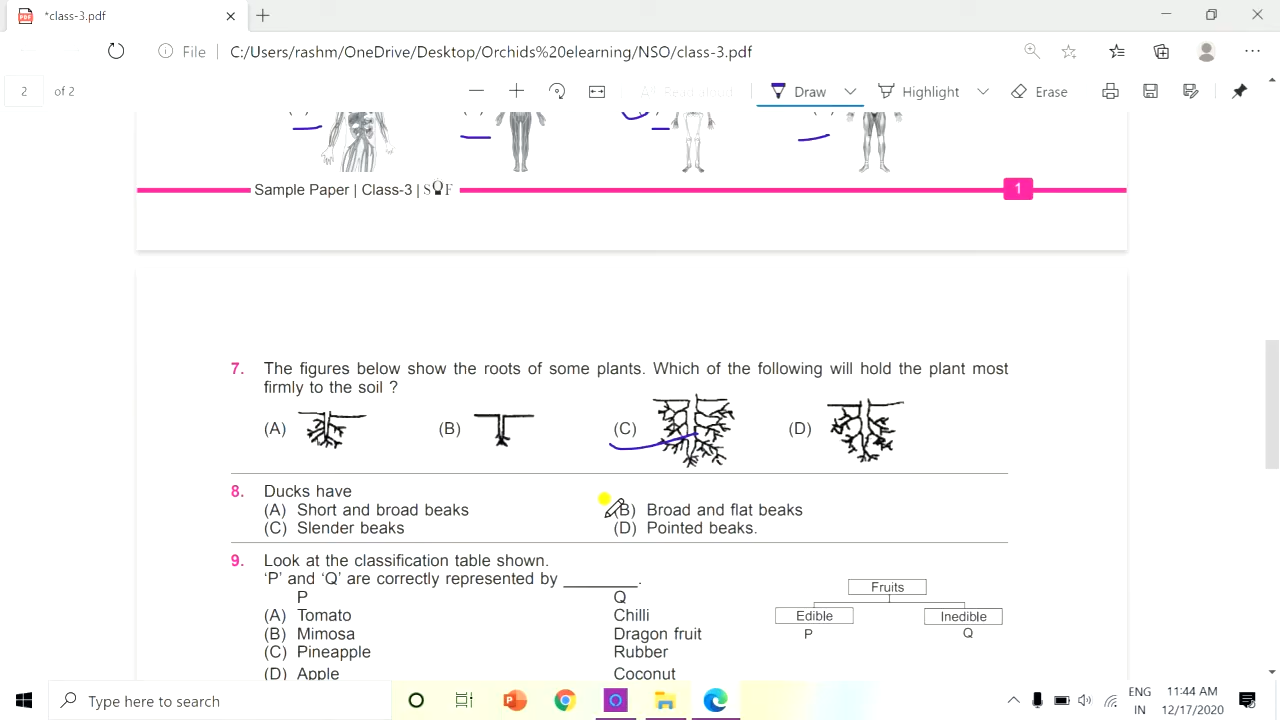 *class-3.pdf
File
C:/Users/rashm/OneDrive/Desktop/Orchids%20elearning/NSO/class-3.pdf
2 of 2
Read aloud
Draw
Highlight
Erase
Sample Paper | Class-3 | SOF
1
7. The figures below show the roots of some plants. Which of the following will hold the plant most
firmly to the soil ?
(A) (B) (C) (D)
8. Ducks have
(A) Short and broad beaks (B) Broad and flat beaks
(C) Slender beaks (D) Pointed beaks.
9. Look at the classification table shown.
'P' and 'Q' are correctly represented by ________.
P Q
(A) Tomato Chilli
(B) Mimosa Dragon fruit
(C) Pineapple Rubber
(D) Apple Coconut
Fruits
Edible Inedible
P Q
Type here to search
ENG
IN
11:44 AM
12/17/2020